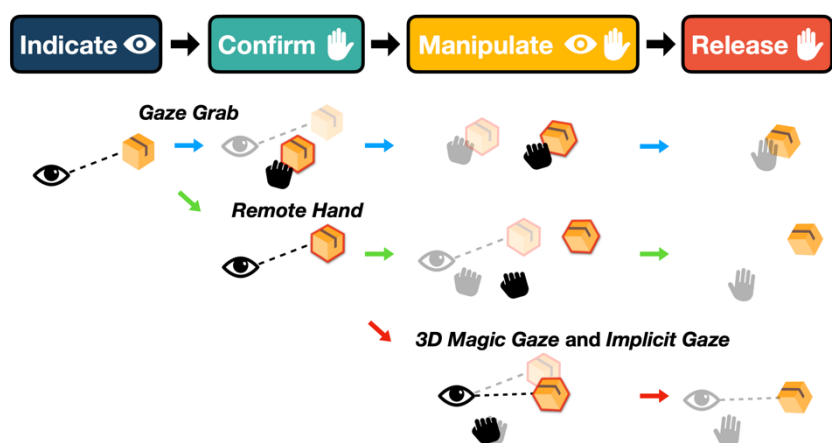 Indicate
Confirm
Manipulate
Release
Gaze Grab
Remote Hand
3D Magic Gaze and Implicit Gaze